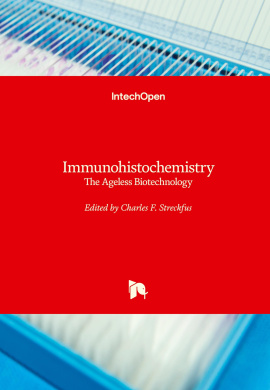 IntechOpen
Immunohistochemistry
The Ageless Biotechnology
Edited by Charles F. Streckfus